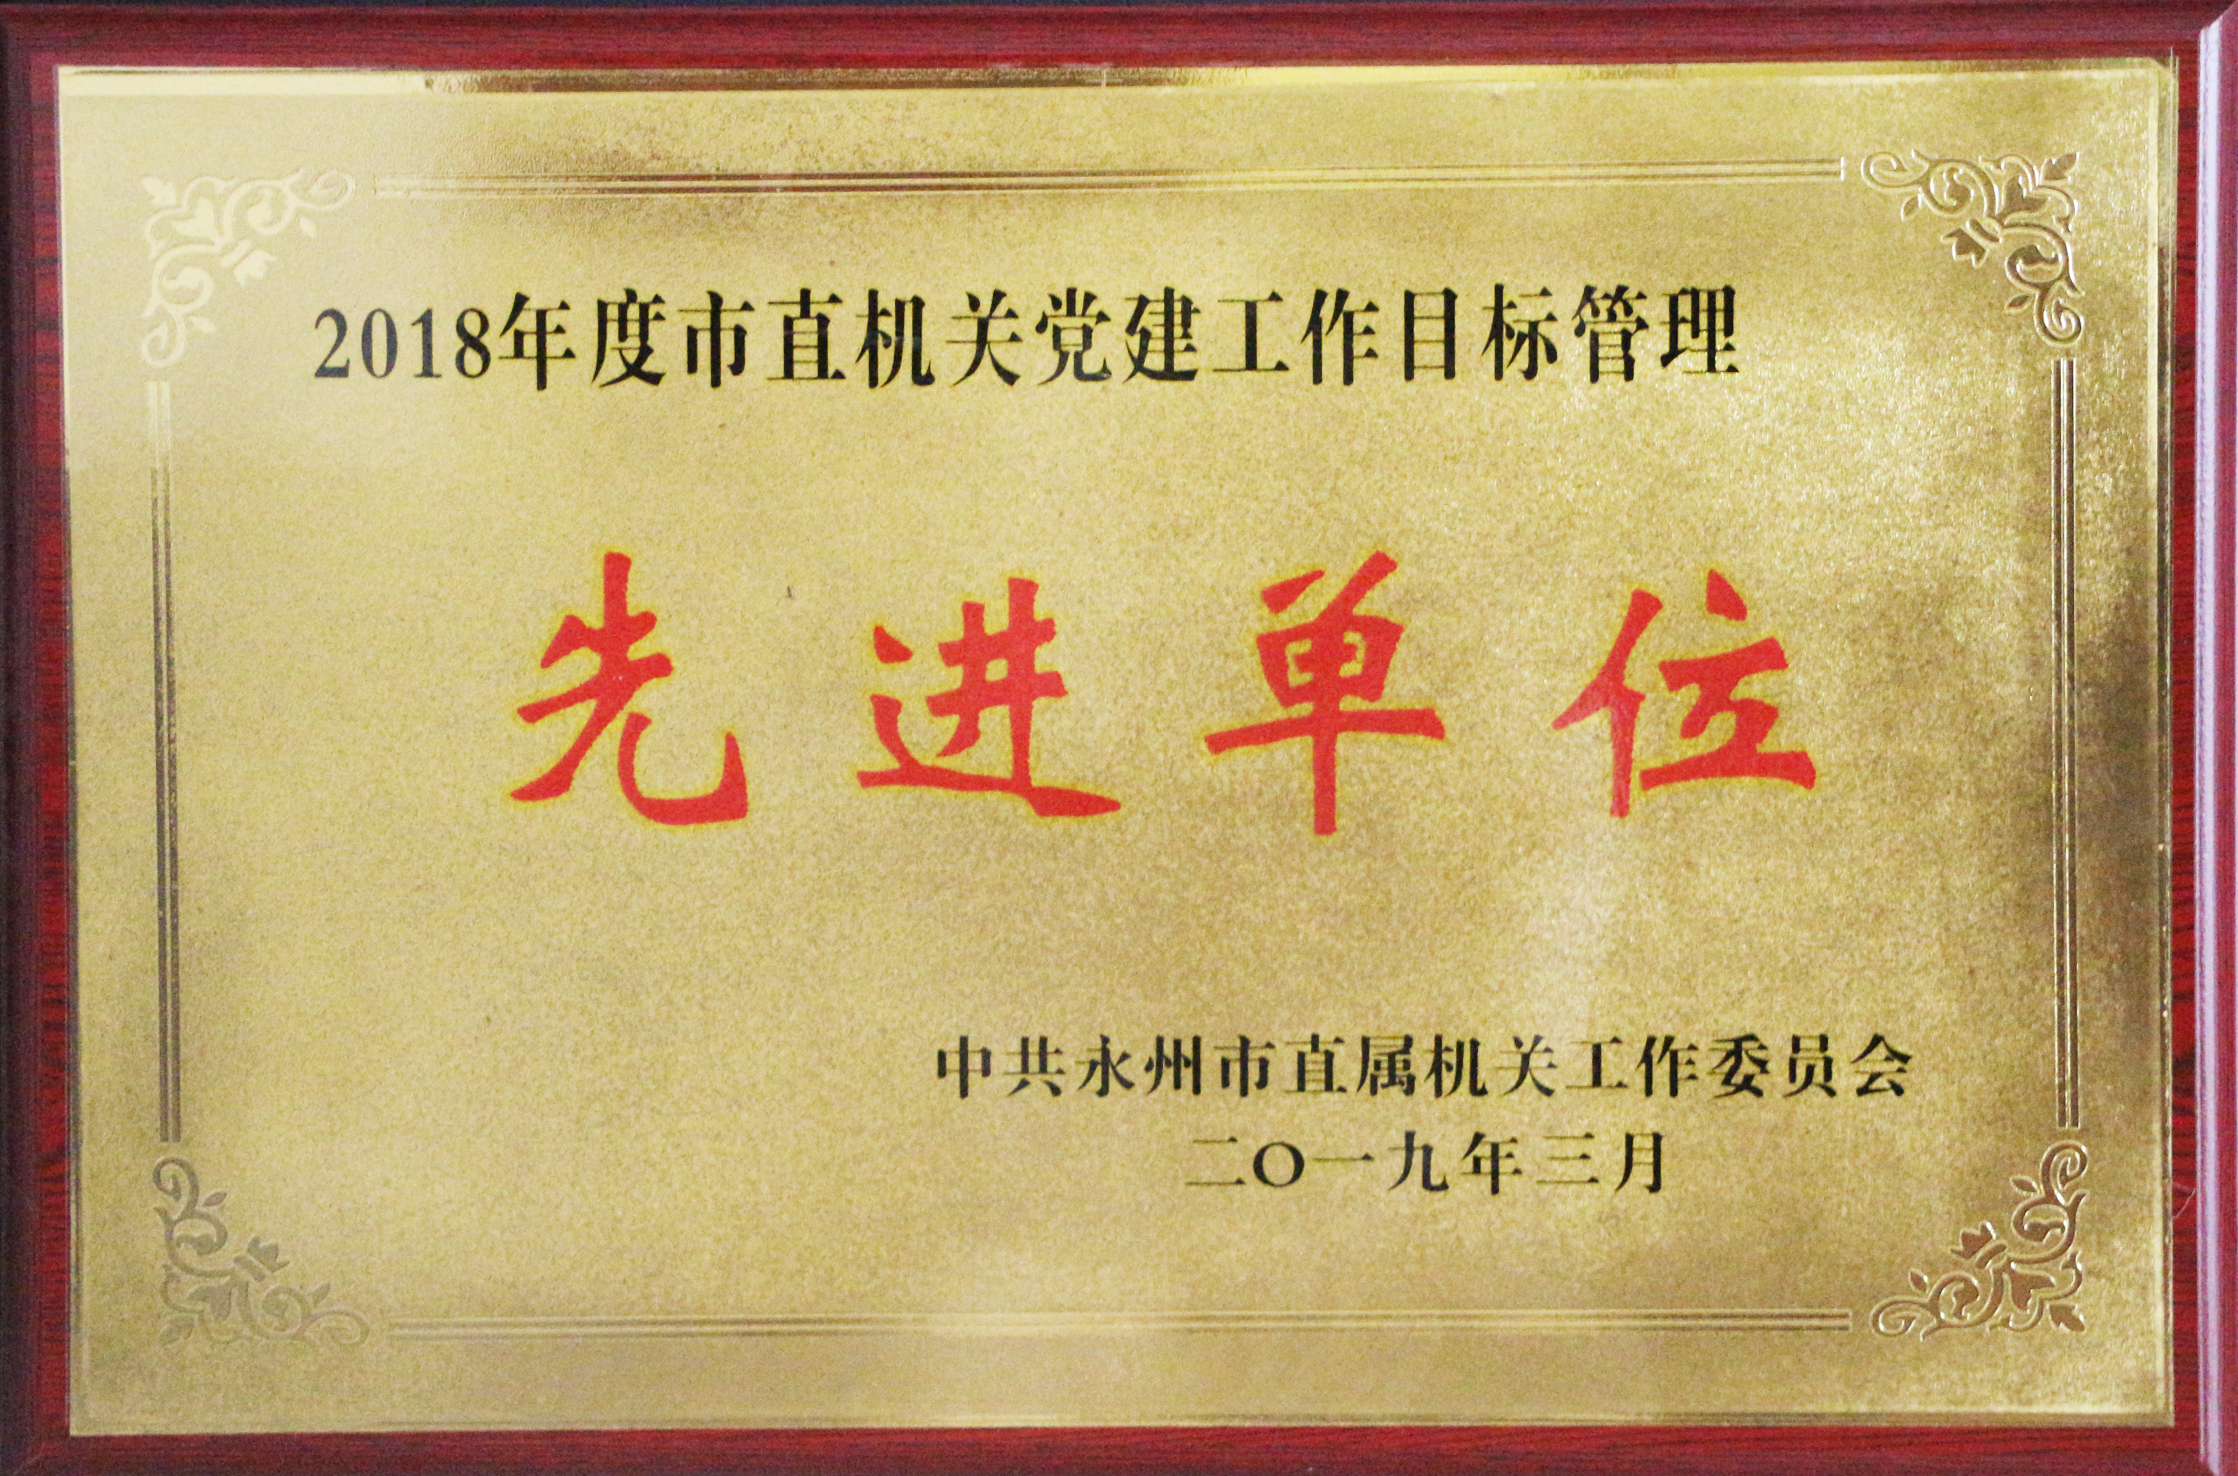 2018年度市直机关党建工作目标管理
先进单位
中共永州市直属机关工作委员会
二〇一九年三月